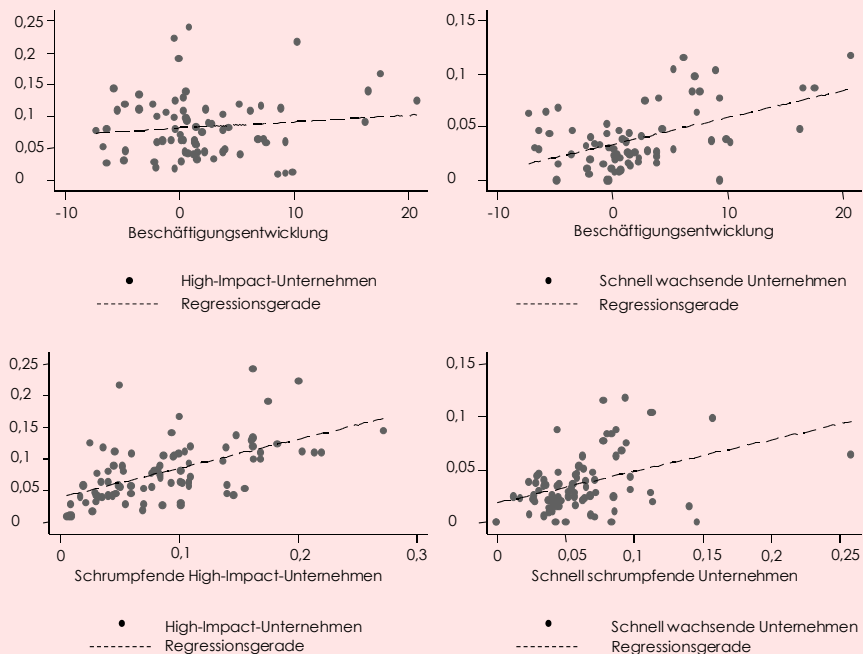 0,25
0,2
0,15
0,1
0,05
0
-10 0 10 20
Beschäftigungsentwicklung
High-Impact-Unternehmen
Regressionsgerade
0,15
0,1
0,05
0
-10 0 10 20
Beschäftigungsentwicklung
Schnell wachsende Unternehmen
Regressionsgerade
0,25
0,2
0,15
0,1
0,05
0
0 0,1 0,2 0,3
Schrumpfende High-Impact-Unternehmen
High-Impact-Unternehmen
Regressionsgerade
0,15
0,1
0,05
0
0 0,05 0,1 0,15 0,2 0,25
Schnell schrumpfende Unternehmen
Schnell wachsende Unternehmen
Regressionsgerade